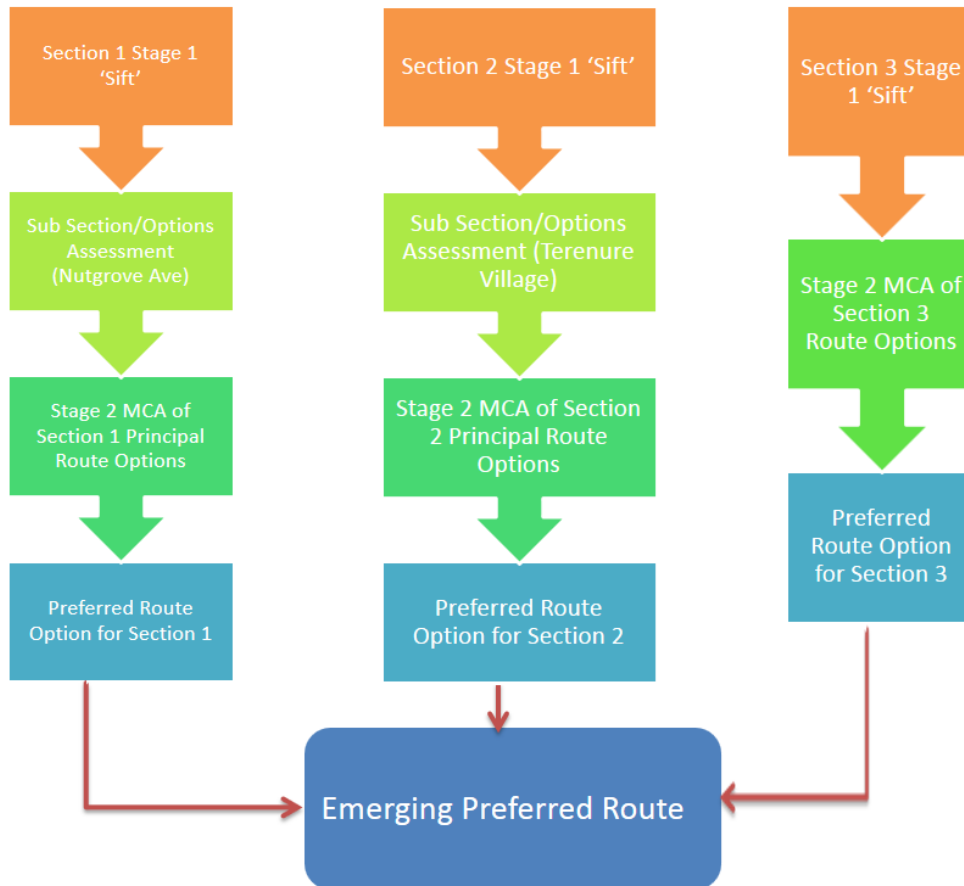 Section 1 Stage 1
‘Sift’
Sub Section/Options
Assessment
(Nutgrove Ave)
Stage 2 MCA of
Section 1 Principal
Route Options
Preferred Route
Option for Section 1
Section 2 Stage 1 ‘Sift’
Sub Section/Options
Assessment (Terenure
Village)
Stage 2 MCA of Section
2 Principal Route
Options
Preferred Route
Option for Section 2
Section 3 Stage
1 ‘Sift’
Stage 2 MCA of
Section 3
Route Options
Preferred
Route Option
for Section 3
Emerging Preferred Route